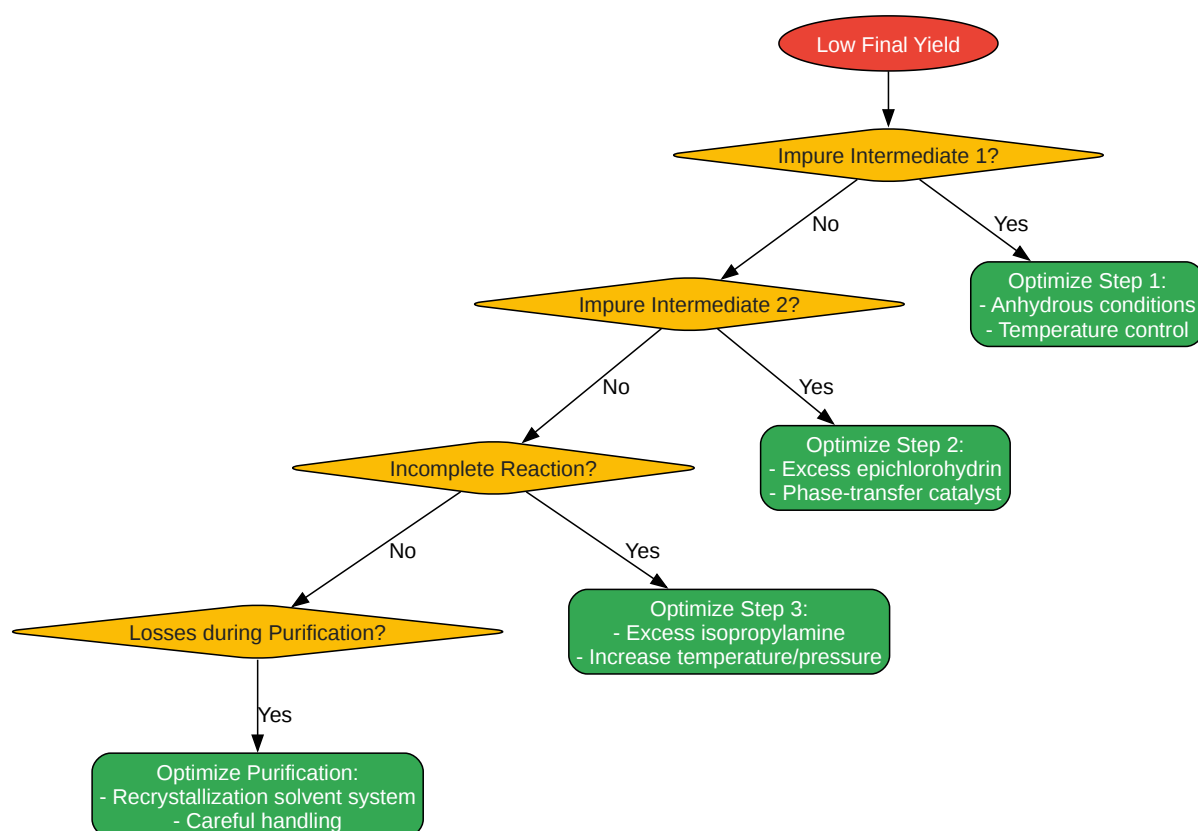 Low Final Yield
Impure Intermediate 1?
No
Yes
Optimize Step 1:
- Anhydrous conditions
- Temperature control
Impure Intermediate 2?
No
Yes
Optimize Step 2:
- Excess epichlorohydrin
- Phase-transfer catalyst
Incomplete Reaction?
No
Yes
Optimize Step 3:
- Excess isopropylamine
- Increase temperature/pressure
Losses during Purification?
Yes
Optimize Purification:
- Recrystallization solvent system
- Careful handling